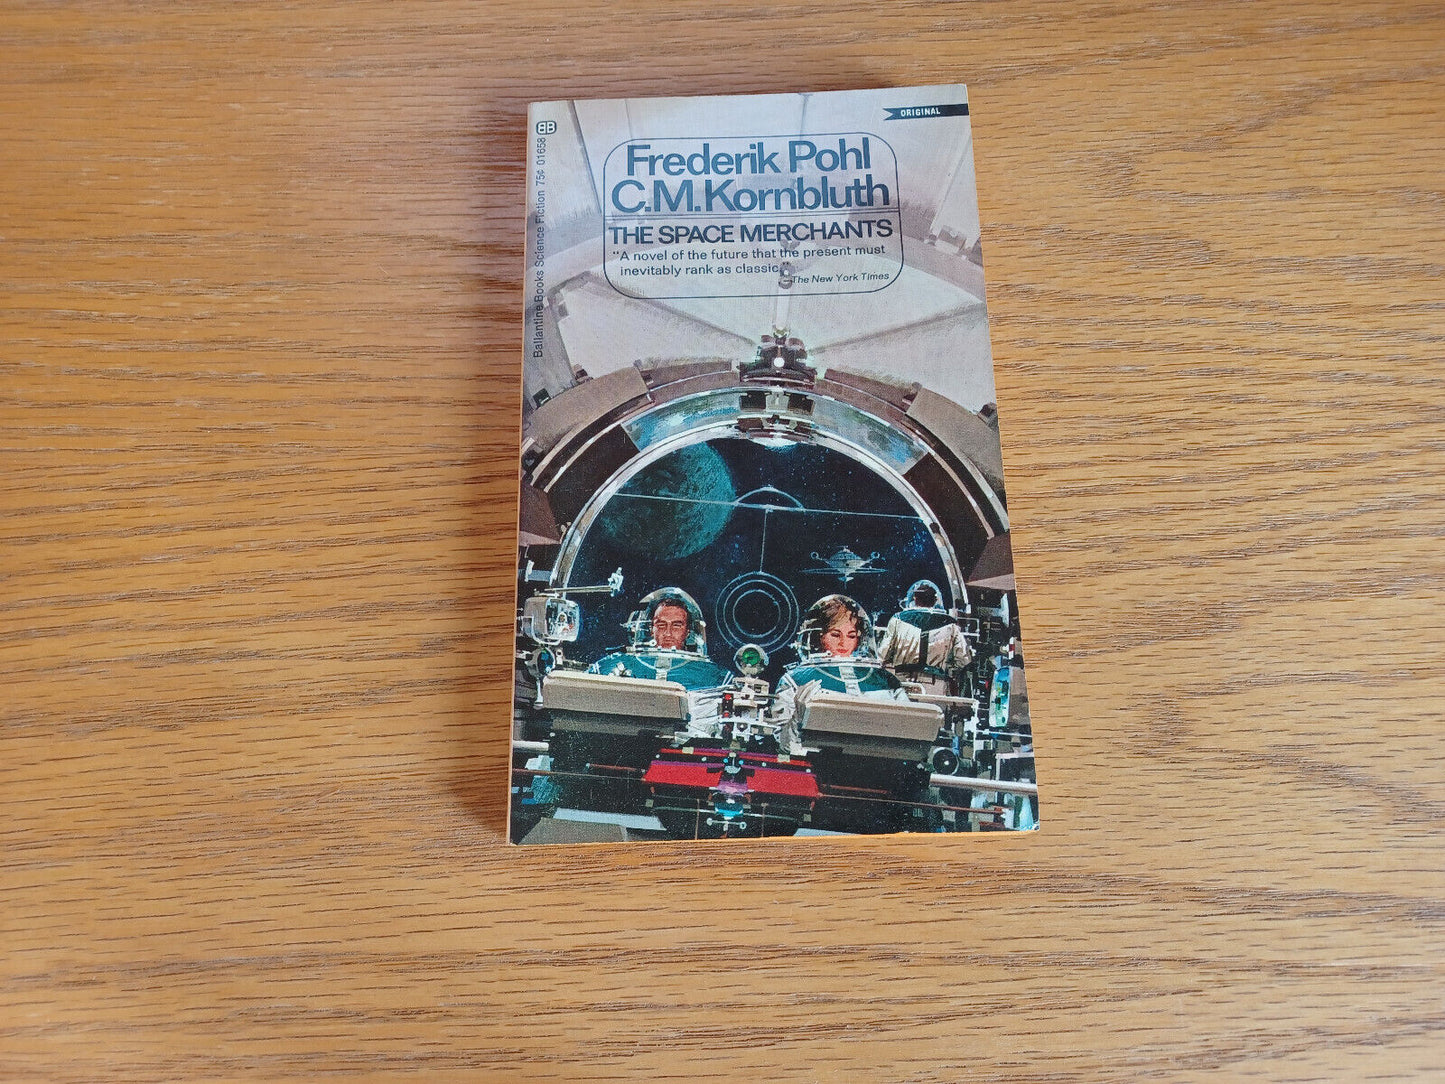 ORIGINAL
BB
Ballantine Books Science Fiction 75¢ 01658
Frederik Pohl
C.M.Kornbluth
THE SPACE MERCHANTS
"A novel of the future that the present must
inevitably rank as classic."
—The New York Times